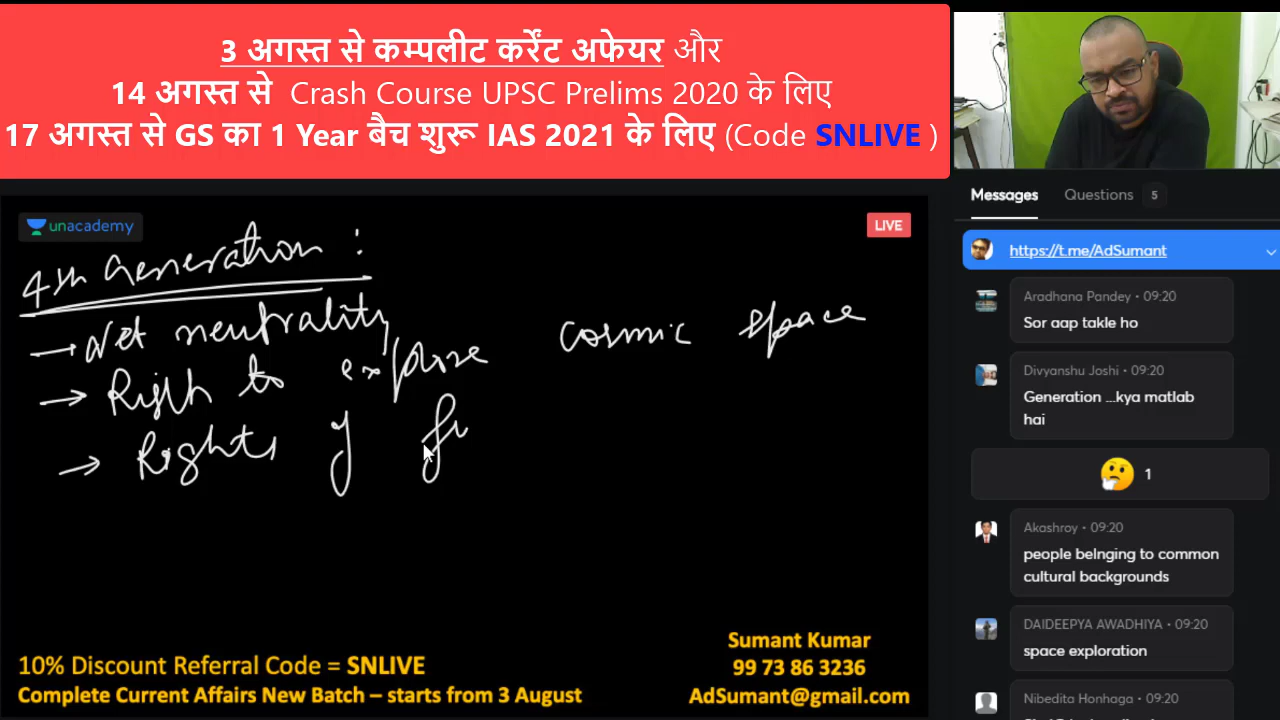 3 अगस्त से कम्पलीट कर्रेंट अफेयर और
14 अगस्त से Crash Course UPSC Prelims 2020 के लिए
17 अगस्त से GS का 1 Year बैच शुरू IAS 2021 के लिए (Code SNLIVE )
unacademy
LIVE
4th Generation :
→ Net neutrality
→ Right to explore cosmic space
→ Rights of
10% Discount Referral Code = SNLIVE
Complete Current Affairs New Batch – starts from 3 August
Sumant Kumar
99 73 86 3236
AdSumant@gmail.com
Messages Questions 5
https://t.me/AdSumant
Aradhana Pandey • 09:20
Sor aap takle ho
Divyanshu Joshi • 09:20
Generation ...kya matlab
hai
🤔 1
Akashroy • 09:20
people belnging to common
cultural backgrounds
DAIDEEPYA AWADHIYA • 09:20
space exploration
Nibedita Honhaga • 09:20